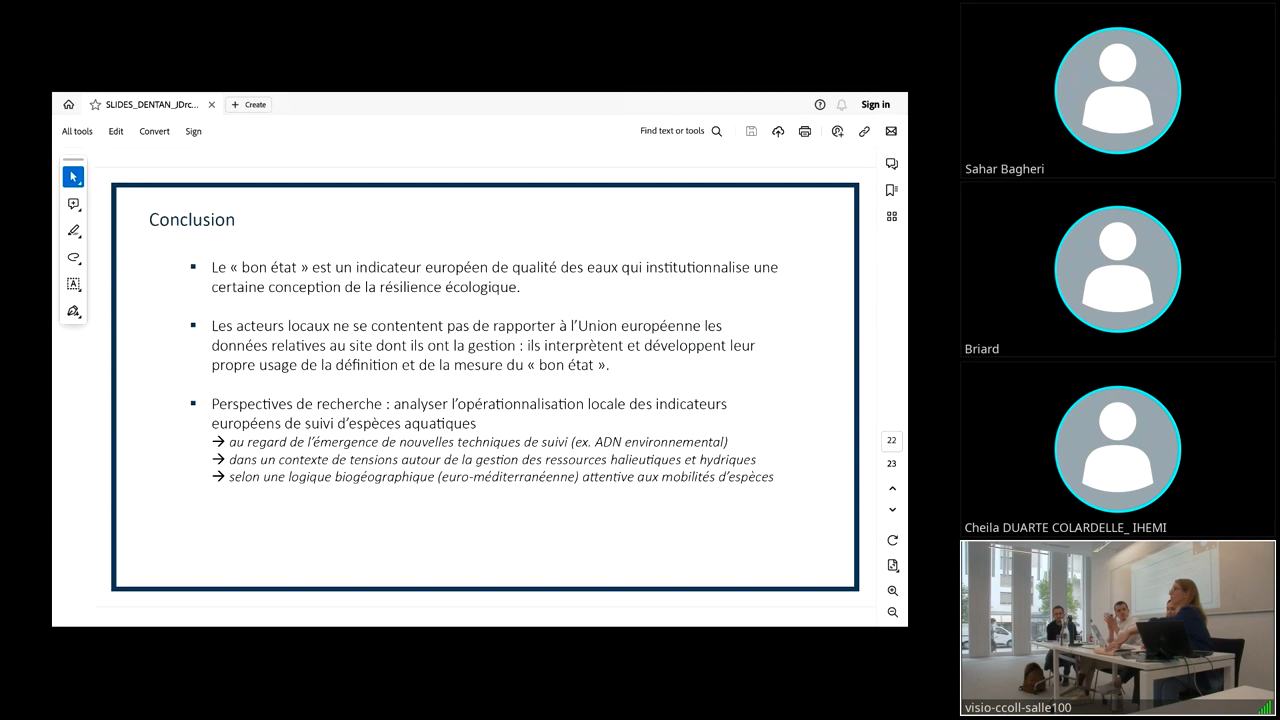 SLIDES_DENTAN_JDrc...
Create
Sign in
All tools
Edit
Convert
Sign
Find text or tools
Conclusion
▪ Le « bon état » est un indicateur européen de qualité des eaux qui institutionnalise une
certaine conception de la résilience écologique.
▪ Les acteurs locaux ne se contentent pas de rapporter à l’Union européenne les
données relatives au site dont ils ont la gestion : ils interprètent et développent leur
propre usage de la définition et de la mesure du « bon état ».
▪ Perspectives de recherche : analyser l’opérationnalisation locale des indicateurs
européens de suivi d’espèces aquatiques
→ au regard de l’émergence de nouvelles techniques de suivi (ex. ADN environnemental)
→ dans un contexte de tensions autour de la gestion des ressources halieutiques et hydriques
→ selon une logique biogéographique (euro-méditerranéenne) attentive aux mobilités d’espèces
22
23
Sahar Bagheri
Briard
Cheila DUARTE COLARDELLE_ IHEMI
visio-ccoll-salle100